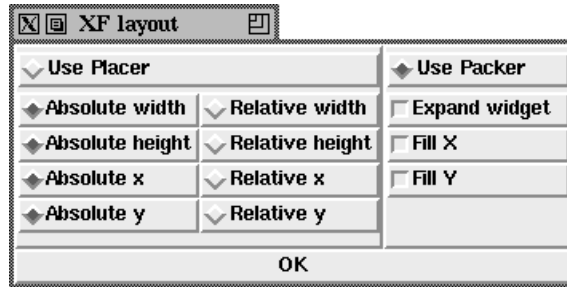 XF layout
Use Placer Use Packer
Absolute width Relative width Expand widget
Absolute height Relative height Fill X
Absolute x Relative x Fill Y
Absolute y Relative y
OK